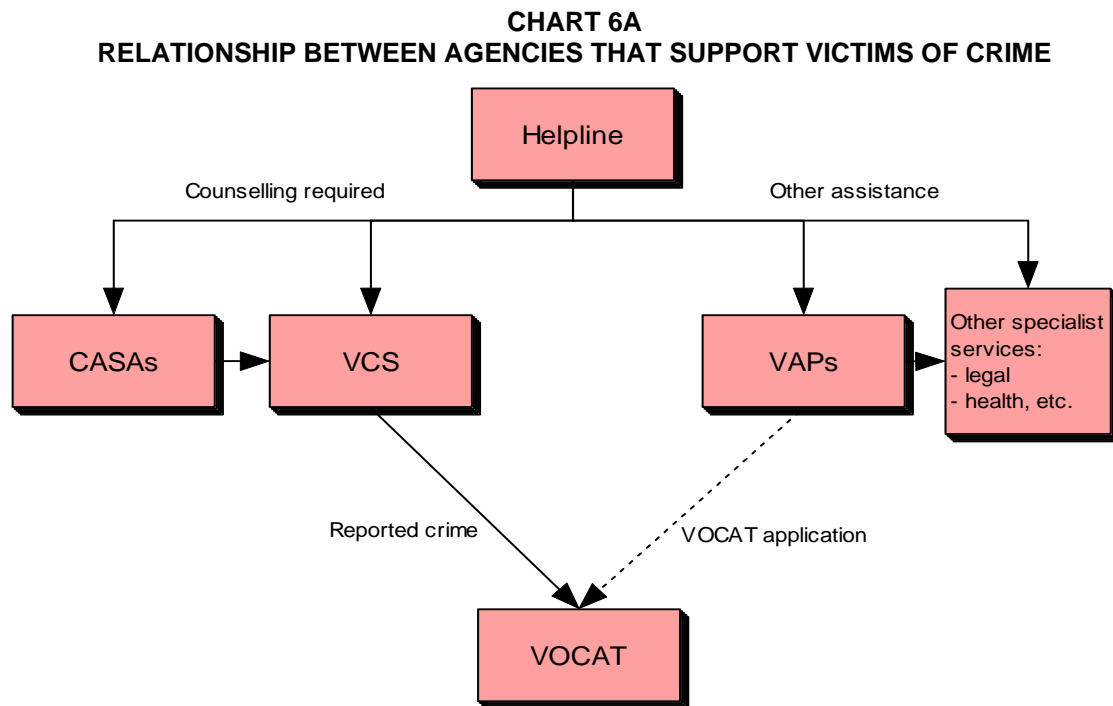 CHART 6A
RELATIONSHIP BETWEEN AGENCIES THAT SUPPORT VICTIMS OF CRIME
Helpline
Counselling required
Other assistance
CASAs
VCS
VAPs
Other specialist
services:
- legal
- health, etc.
Reported crime
VOCAT application
VOCAT